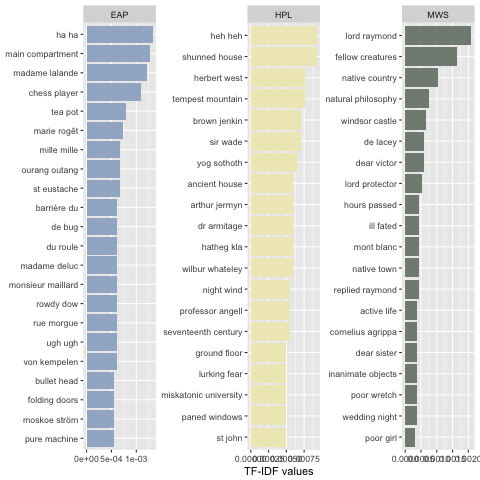 EAP
ha ha
main compartment
madame lalande
chess player
tea pot
marie rogêt
mille mille
ourang outang
st eustache
barrière du
de bug
du roule
madame deluc
monsieur maillard
rowdy dow
rue morgue
ugh ugh
von kempelen
bullet head
folding doors
moskoe ström
pure machine
0e+00 5e-04 1e-03
HPL
heh heh
shunned house
herbert west
tempest mountain
brown jenkin
sir wade
yog sothoth
ancient house
arthur jermyn
dr armitage
hatheg kla
wilbur whateley
night wind
professor angell
seventeenth century
ground floor
lurking fear
miskatonic university
paned windows
st john
MWS
lord raymond
fellow creatures
native country
natural philosophy
windsor castle
de lacey
dear victor
lord protector
hours passed
ill fated
mont blanc
native town
replied raymond
active life
cornelius agrippa
dear sister
inanimate objects
poor wretch
wedding night
poor girl
TF-IDF values